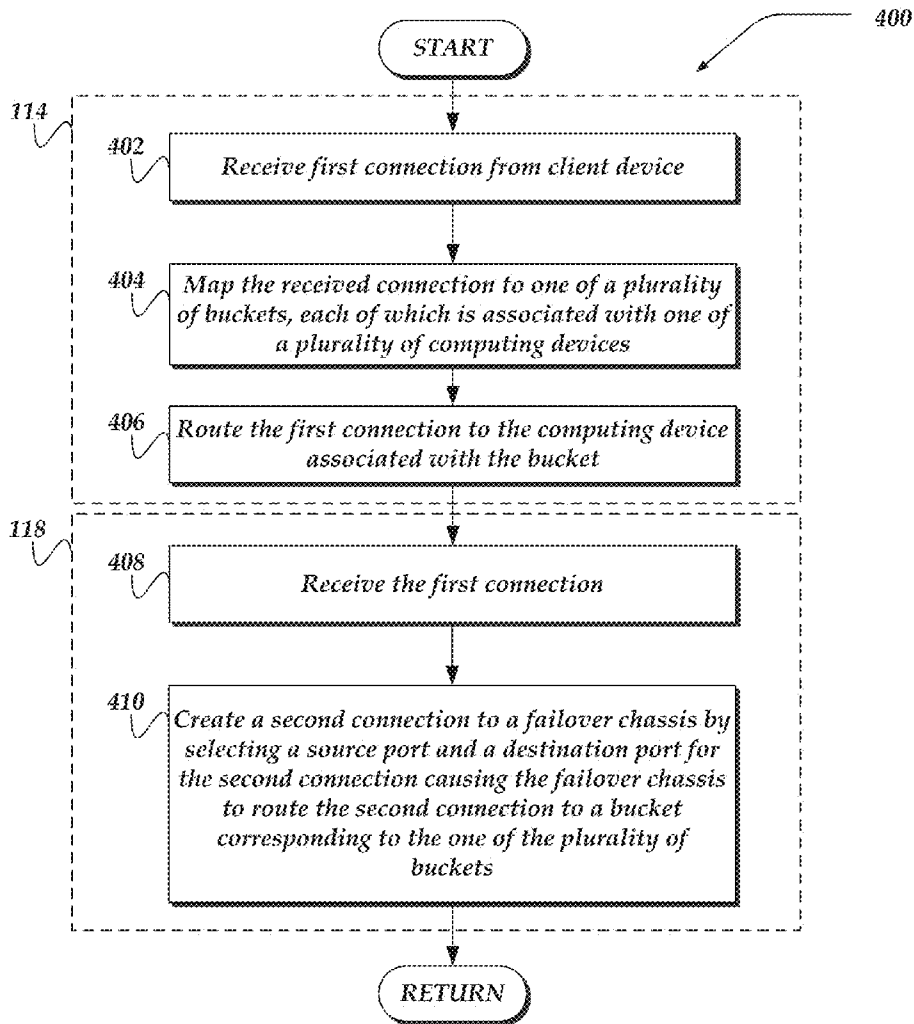 400
START
114
402
Receive first connection from client device
404
Map the received connection to one of a plurality
of buckets, each of which is associated with one of
a plurality of computing devices
406
Route the first connection to the computing device
associated with the bucket
118
408
Receive the first connection
410
Create a second connection to a failover chassis by
selecting a source port and a destination port for
the second connection causing the failover chassis
to route the second connection to a bucket
corresponding to the one of the plurality of
buckets
RETURN